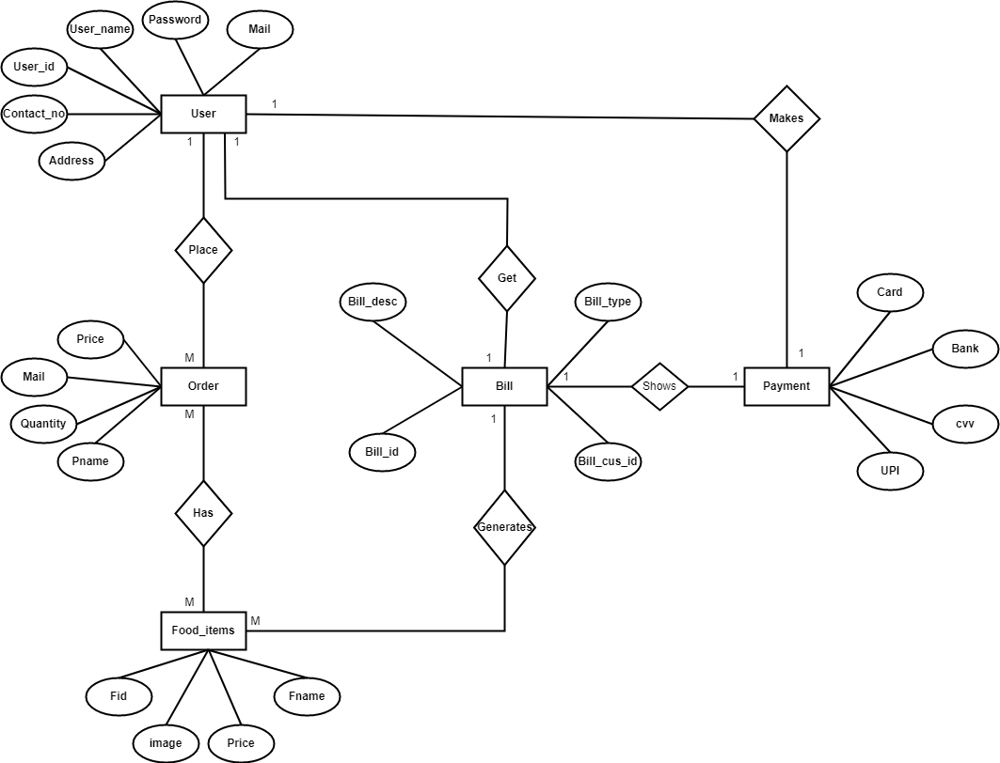 Password
User_name
Mail
User_id
1
Contact_no
User
Makes
1
1
Address
Place
Get
Bill_desc
Bill_type
Card
Price
Bank
M
1
1
Mail
1
1
Order
Bill
Shows
Payment
M
1
Quantity
cvv
Pname
Bill_id
Bill_cus_id
UPI
Has
Generates
M
M
Food_items
Fid
Fname
image
Price